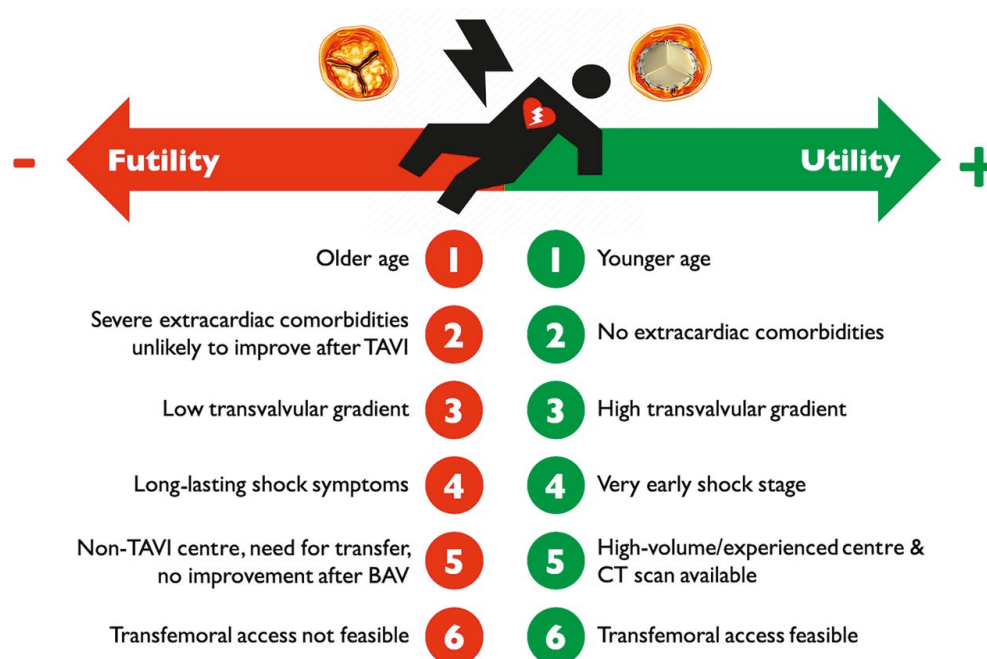 -
Futility
Utility
+
Older age
1
1
Younger age
Severe extracardiac comorbidities
unlikely to improve after TAVI
2
2
No extracardiac comorbidities
Low transvalvular gradient
3
3
High transvalvular gradient
Long-lasting shock symptoms
4
4
Very early shock stage
Non-TAVI centre, need for transfer,
no improvement after BAV
5
5
High-volume/experienced centre &
CT scan available
Transfemoral access not feasible
6
6
Transfemoral access feasible